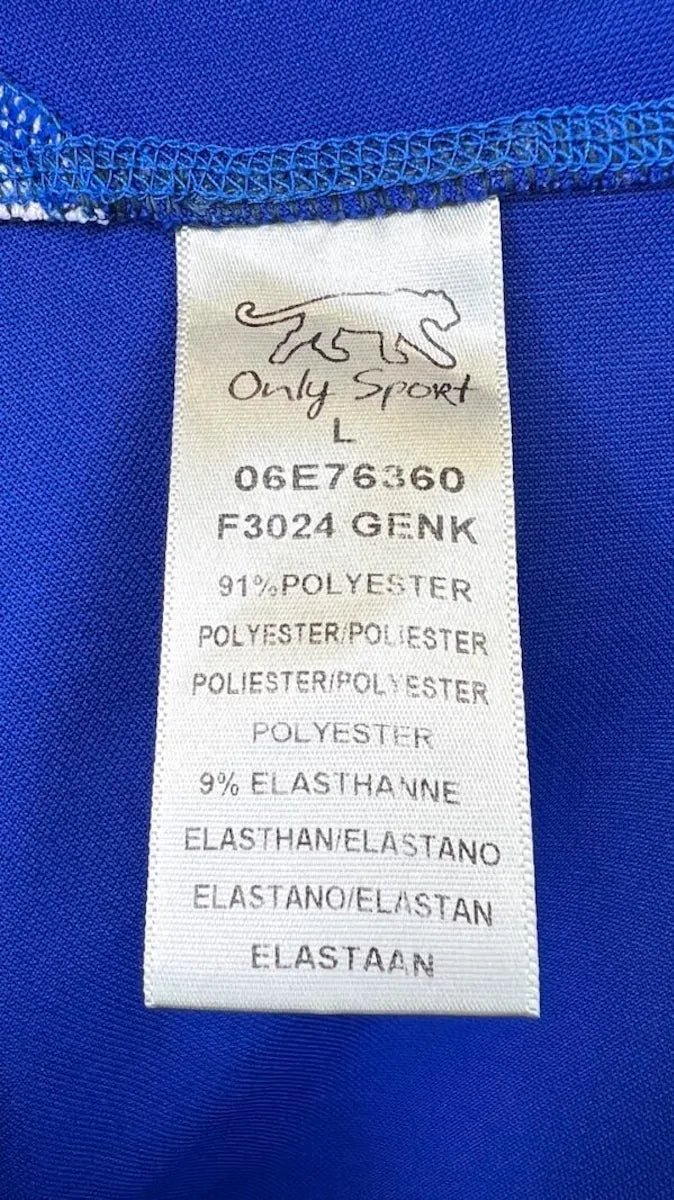 Only Sport
L
06E76360
F3024 GENK
91%POLYESTER
POLYESTER/POLIESTER
POLIESTER/POLYESTER
POLYESTER
9% ELASTHANNE
ELASTHAN/ELASTANO
ELASTANO/ELASTAN
ELASTAAN